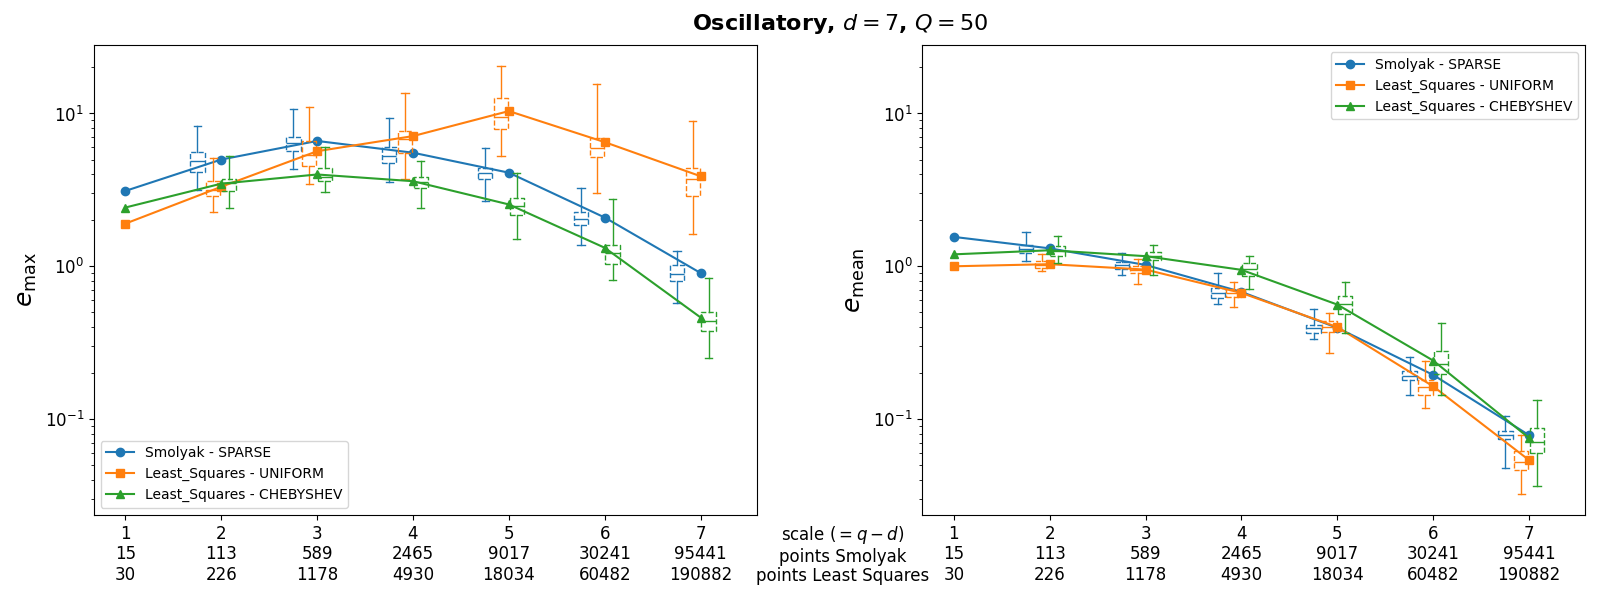 Oscillatory, d = 7, Q = 50
10¹
10⁰
10⁻¹
e_max
Smolyak - SPARSE
Least_Squares - UNIFORM
Least_Squares - CHEBYSHEV
1 2 3 4 5 6 7
15 113 589 2465 9017 30241 95441
30 226 1178 4930 18034 60482 190882
scale (= q − d)
points Smolyak
points Least Squares
10¹
10⁰
10⁻¹
e_mean
Smolyak - SPARSE
Least_Squares - UNIFORM
Least_Squares - CHEBYSHEV
1 2 3 4 5 6 7
15 113 589 2465 9017 30241 95441
30 226 1178 4930 18034 60482 190882